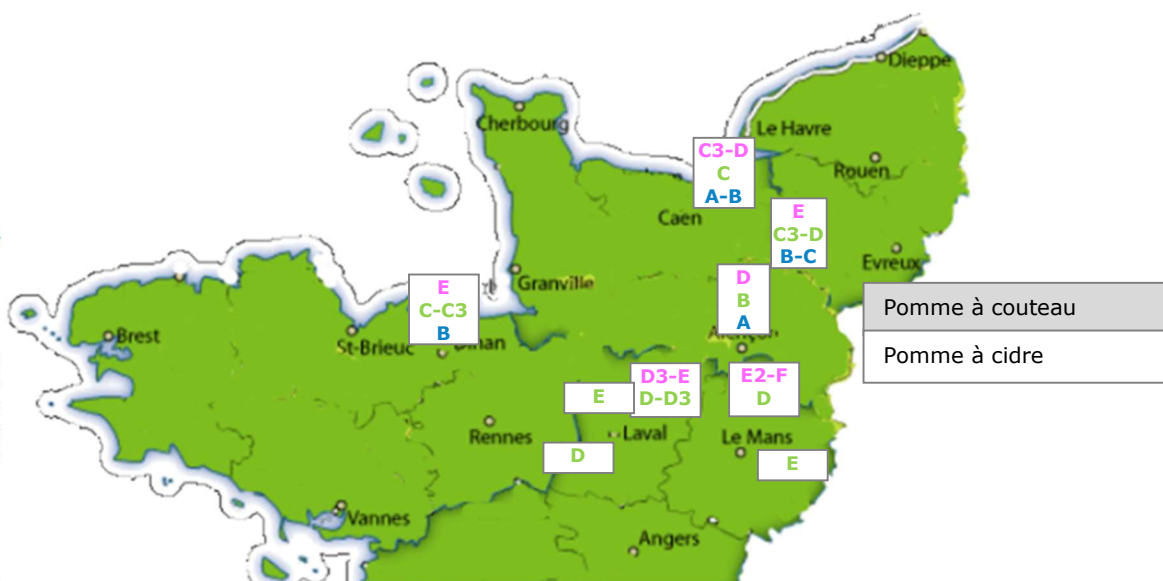 Dieppe
Cherbourg
Le Havre
C3-D
C
A-B
Rouen
Caen
E
C3-D
B-C
Evreux
Granville
D
B
A
E
C-C3
B
Pomme à couteau
Brest
St-Brieuc
Dinan
Alençon
Pomme à cidre
D3-E
D-D3
E2-F
D
E
Rennes
Laval
Le Mans
D
E
Vannes
Angers